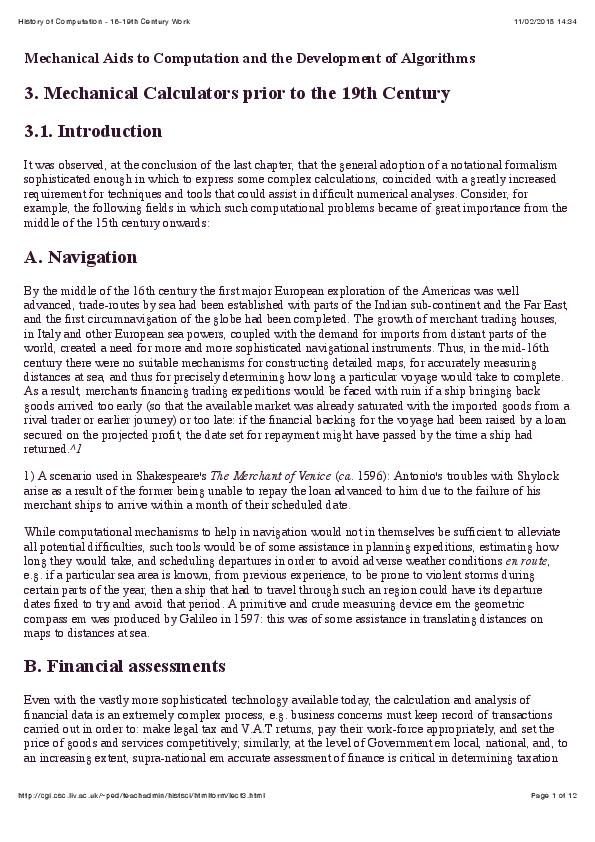 History of Computation - 16-19th Century Work 11/02/2015 14:34
Mechanical Aids to Computation and the Development of Algorithms
3. Mechanical Calculators prior to the 19th Century
3.1. Introduction
It was observed, at the conclusion of the last chapter, that the general adoption of a notational formalism
sophisticated enough in which to express some complex calculations, coincided with a greatly increased
requirement for techniques and tools that could assist in difficult numerical analyses. Consider, for
example, the following fields in which such computational problems became of great importance from the
middle of the 15th century onwards:
A. Navigation
By the middle of the 16th century the first major European exploration of the Americas was well
advanced, trade-routes by sea had been established with parts of the Indian sub-continent and the Far East,
and the first circumnavigation of the globe had been completed. The growth of merchant trading houses,
in Italy and other European sea powers, coupled with the demand for imports from distant parts of the
world, created a need for more and more sophisticated navigational instruments. Thus, in the mid-16th
century there were no suitable mechanisms for constructing detailed maps, for accurately measuring
distances at sea, and thus for precisely determining how long a particular voyage would take to complete.
As a result, merchants financing trading expeditions would be faced with ruin if a ship bringing back
goods arrived too early (so that the available market was already saturated with the imported goods from a
rival trader or earlier journey) or too late: if the financial backing for the voyage had been raised by a loan
secured on the projected profit, the date set for repayment might have passed by the time a ship had
returned.^1
1) A scenario used in Shakespeare's The Merchant of Venice (ca. 1596): Antonio's troubles with Shylock
arise as a result of the former being unable to repay the loan advanced to him due to the failure of his
merchant ships to arrive within a month of their scheduled date.
While computational mechanisms to help in navigation would not in themselves be sufficient to alleviate
all potential difficulties, such tools would be of some assistance in planning expeditions, estimating how
long they would take, and scheduling departures in order to avoid adverse weather conditions en route,
e.g. if a particular sea area is known, from previous experience, to be prone to violent storms during
certain parts of the year, then a ship that had to travel through such an region could have its departure
dates fixed to try and avoid that period. A primitive and crude measuring device em the geometric
compass em was produced by Galileo in 1597: this was of some assistance in translating distances on
maps to distances at sea.
B. Financial assessments
Even with the vastly more sophisticated technology available today, the calculation and analysis of
financial data is an extremely complex process, e.g. business concerns must keep record of transactions
carried out in order to: make legal tax and V.A.T returns, pay their work-force appropriately, and set the
price of goods and services competitively; similarly, at the level of Government em local, national, and, to
an increasing extent, supra-national em accurate assessment of finance is critical in determining taxation
http://cgi.csc.liv.ac.uk/~ped/teachadmin/histsci/htmlform/lect3.html Page 1 of 12